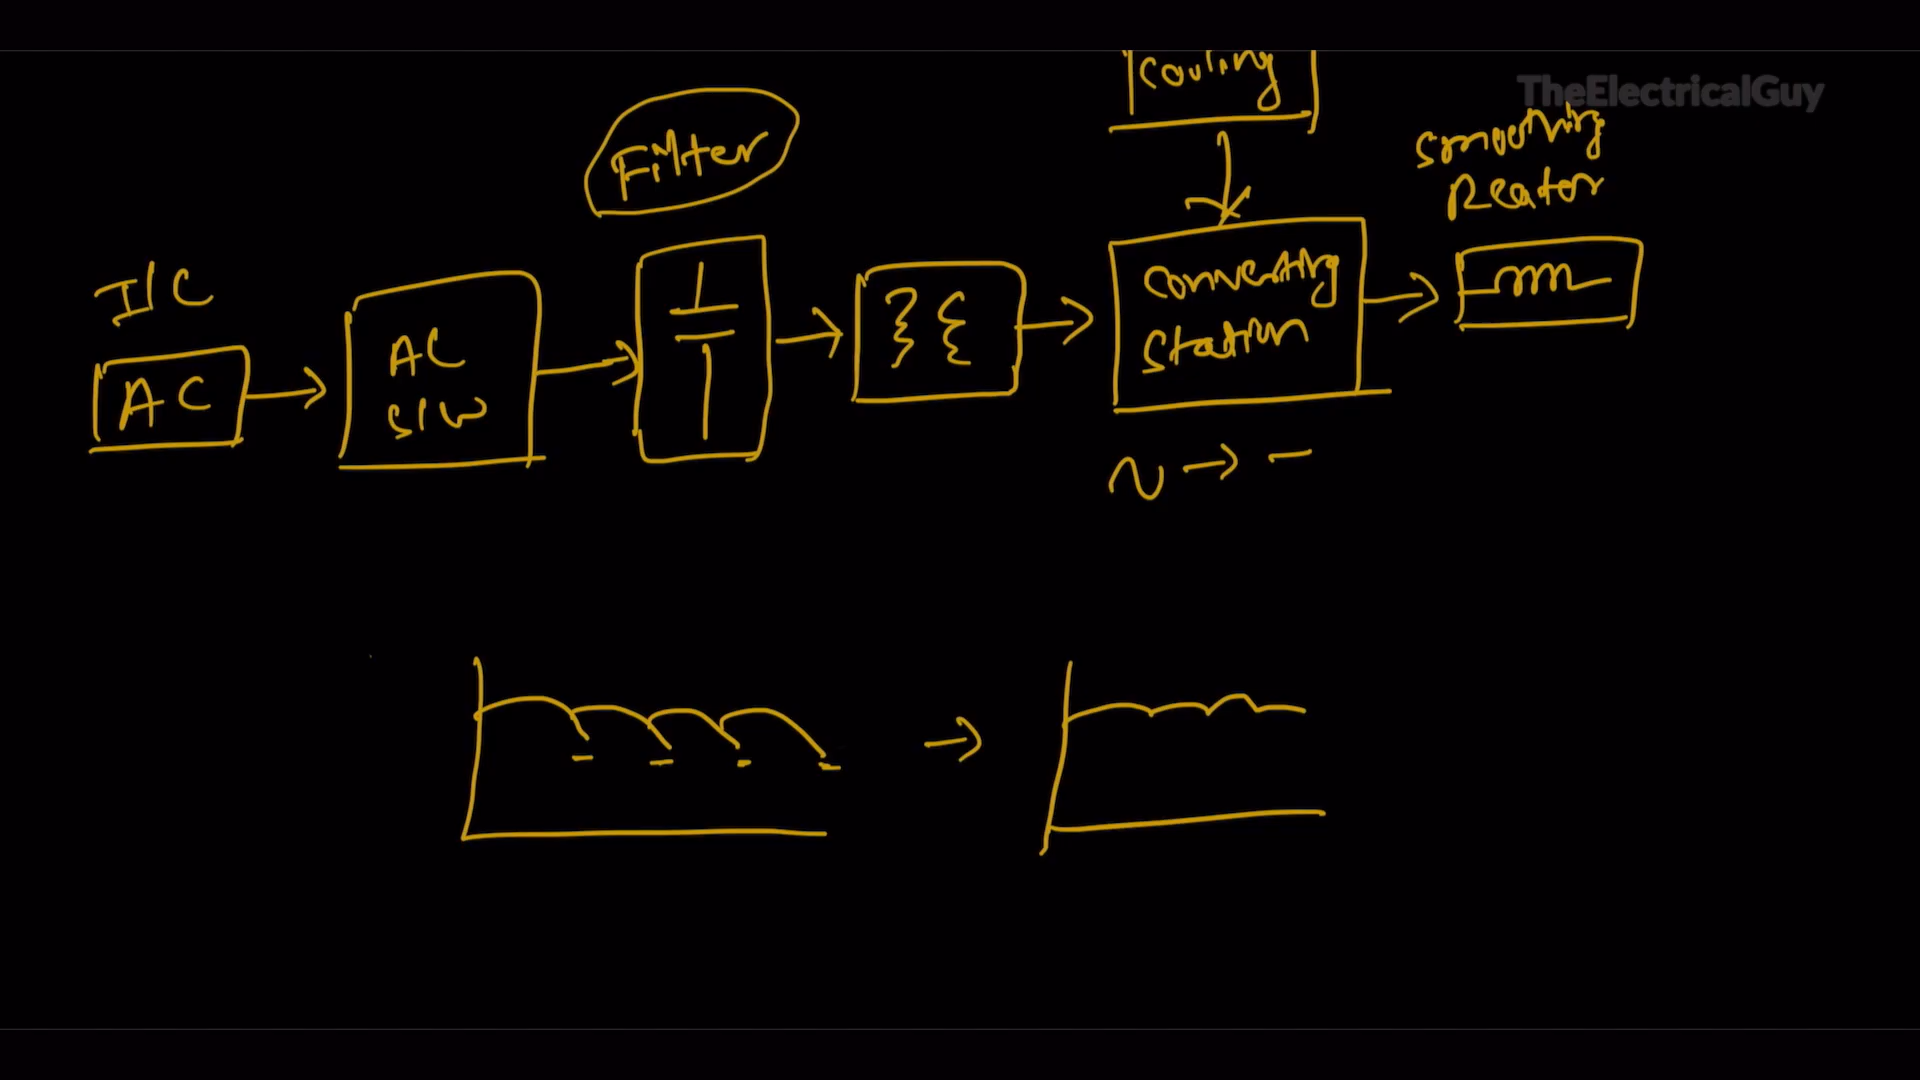 cooling
TheElectricalGuy
Filter
Smoothing
Reator
I/C
AC
AC
S/W
Converting
Station